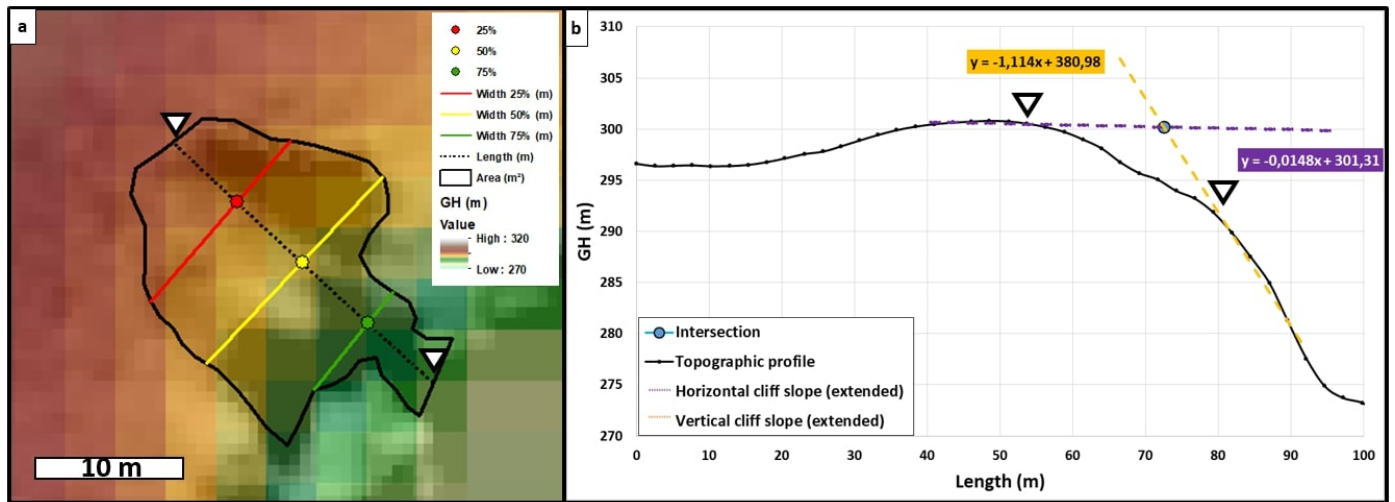 a
25%
50%
75%
Width 25% (m)
Width 50% (m)
Width 75% (m)
Length (m)
Area (m²)
GH (m)
Value
High : 320
Low : 270
10 m
b
310
305
300
295
290
285
280
275
270
GH (m)
y = -1,114x + 380,98
y = -0,0148x + 301,31
Intersection
Topographic profile
Horizontal cliff slope (extended)
Vertical cliff slope (extended)
0 10 20 30 40 50 60 70 80 90 100
Length (m)